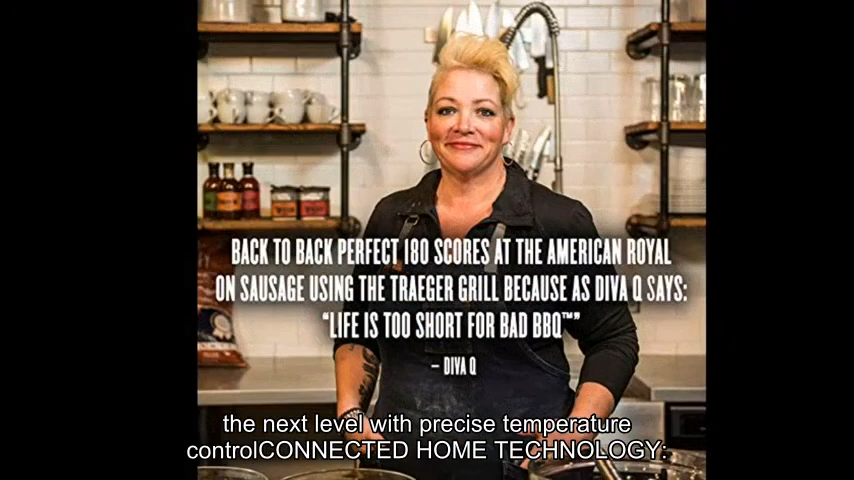 BACK TO BACK PERFECT 180 SCORES AT THE AMERICAN ROYAL
ON SAUSAGE USING THE TRAEGER GRILL BECAUSE AS DIVA Q SAYS:
“LIFE IS TOO SHORT FOR BAD BBQ™”
– DIVA Q
the next level with precise temperature
controlCONNECTED HOME TECHNOLOGY: